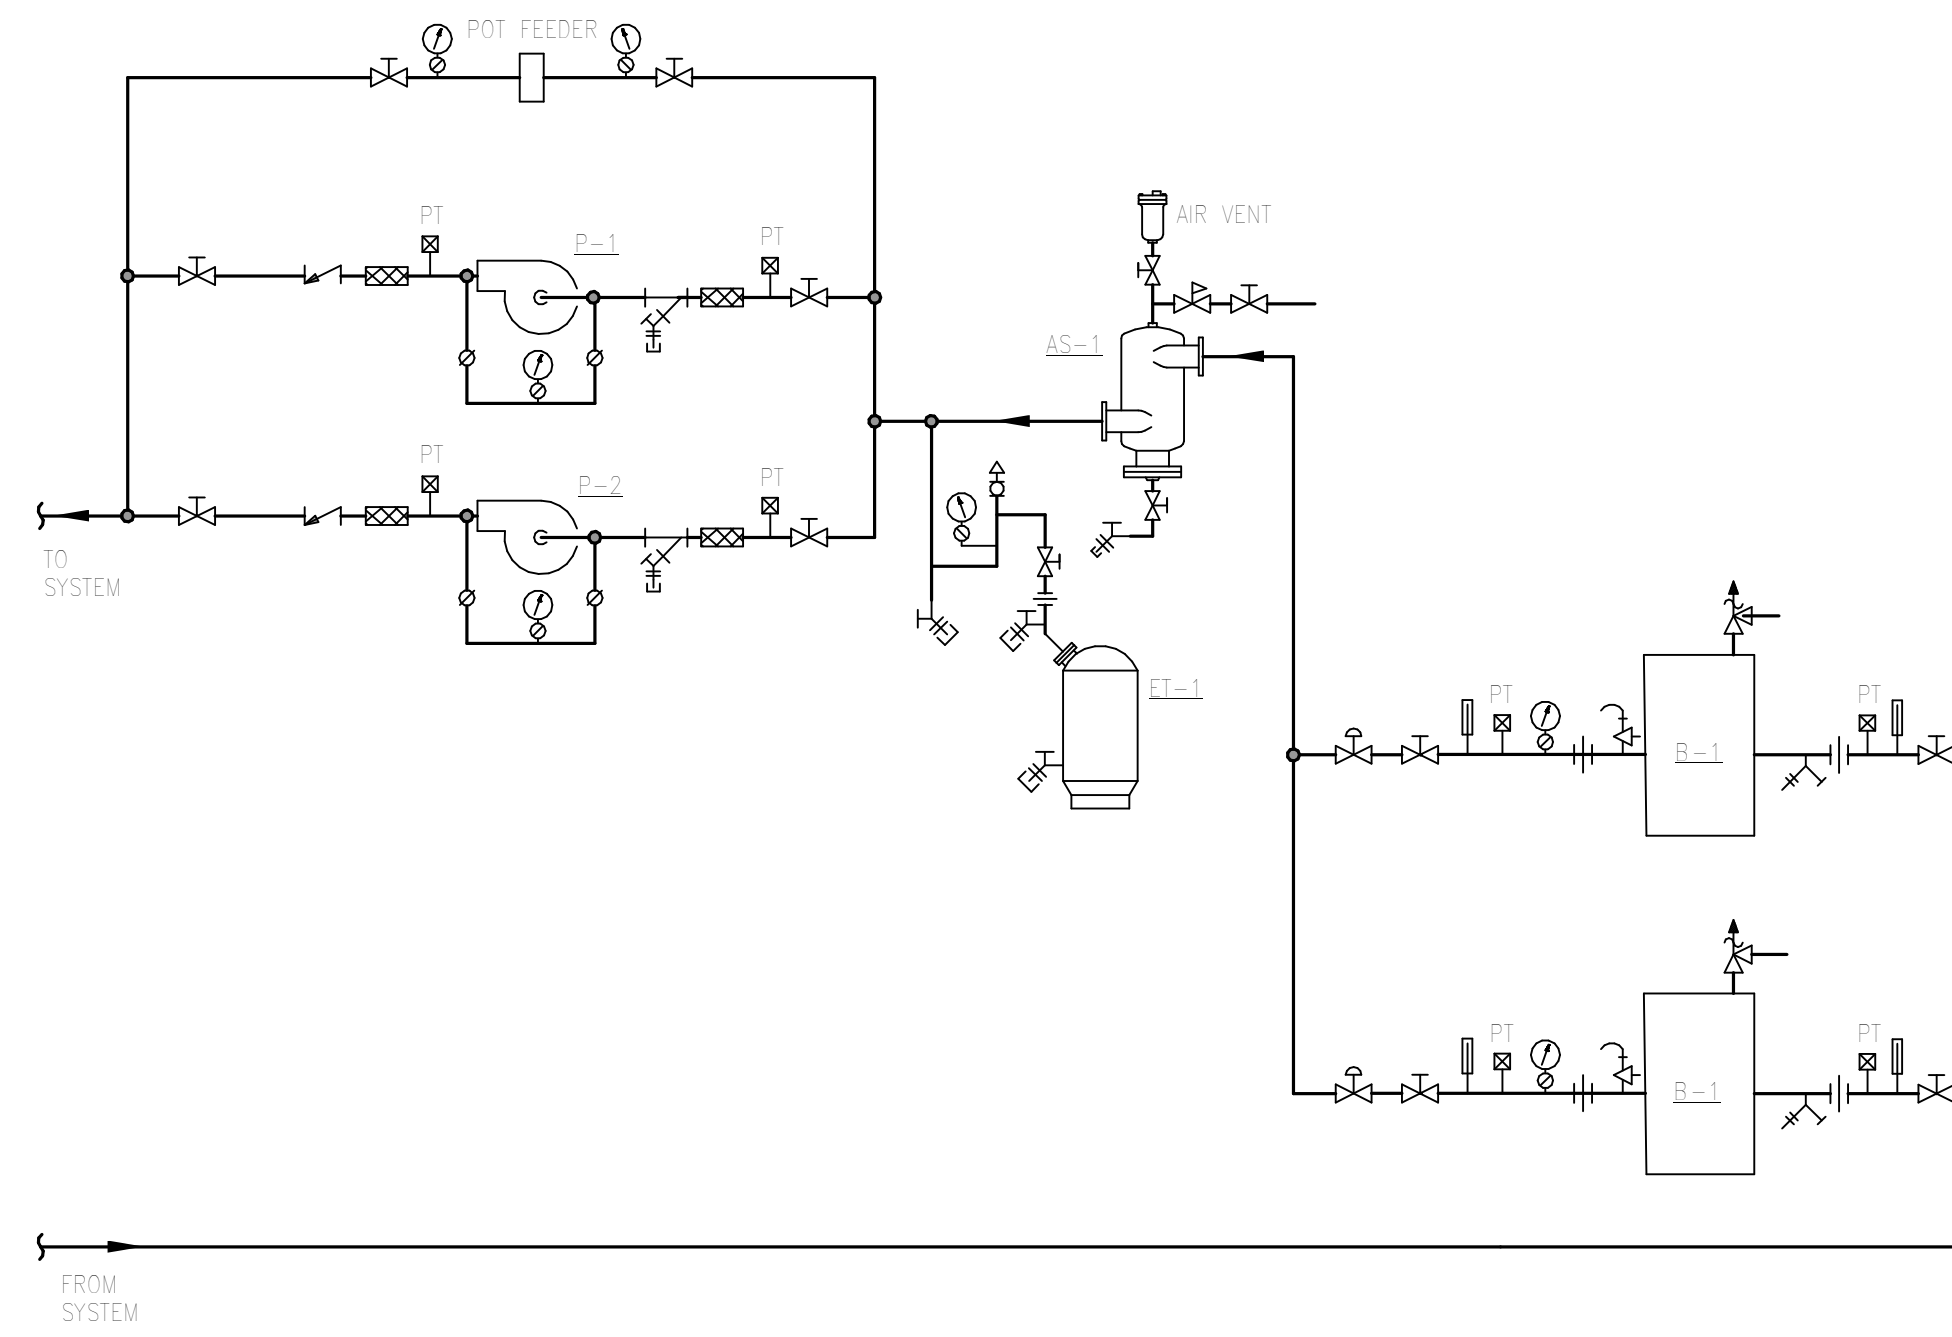 POT FEEDER
PT
P-1
PT
AIR VENT
AS-1
PT
P-2
PT
TO
SYSTEM
ET-1
PT
B-1
PT
PT
B-1
PT
FROM
SYSTEM